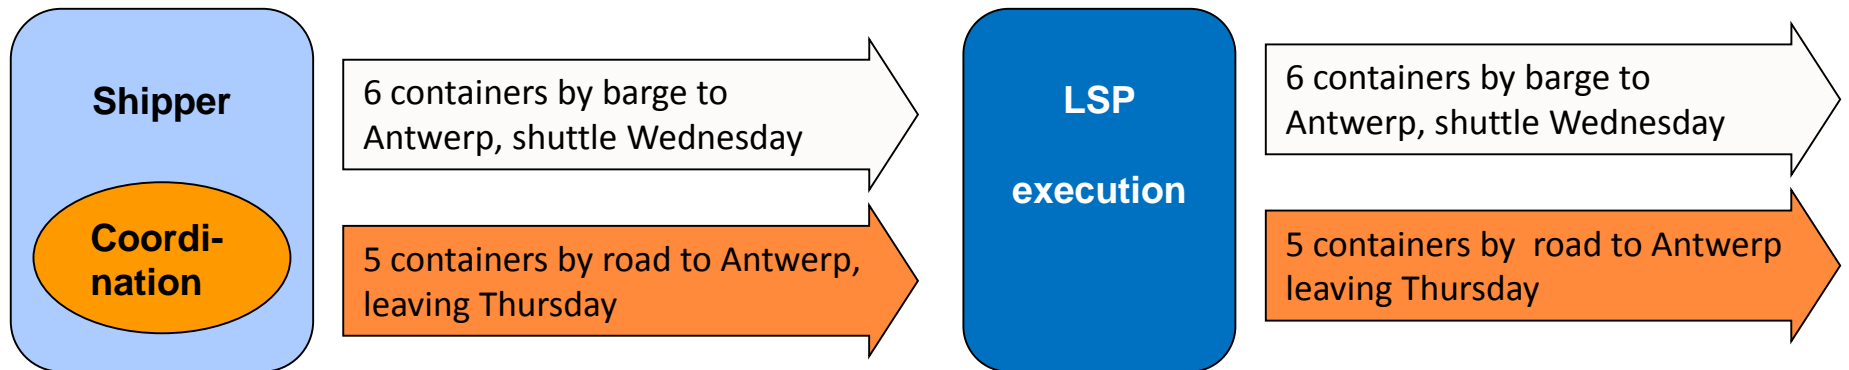 Shipper
Coordi-
nation
6 containers by barge to
Antwerp, shuttle Wednesday
5 containers by road to Antwerp,
leaving Thursday
LSP
execution
6 containers by barge to
Antwerp, shuttle Wednesday
5 containers by  road to Antwerp
leaving Thursday